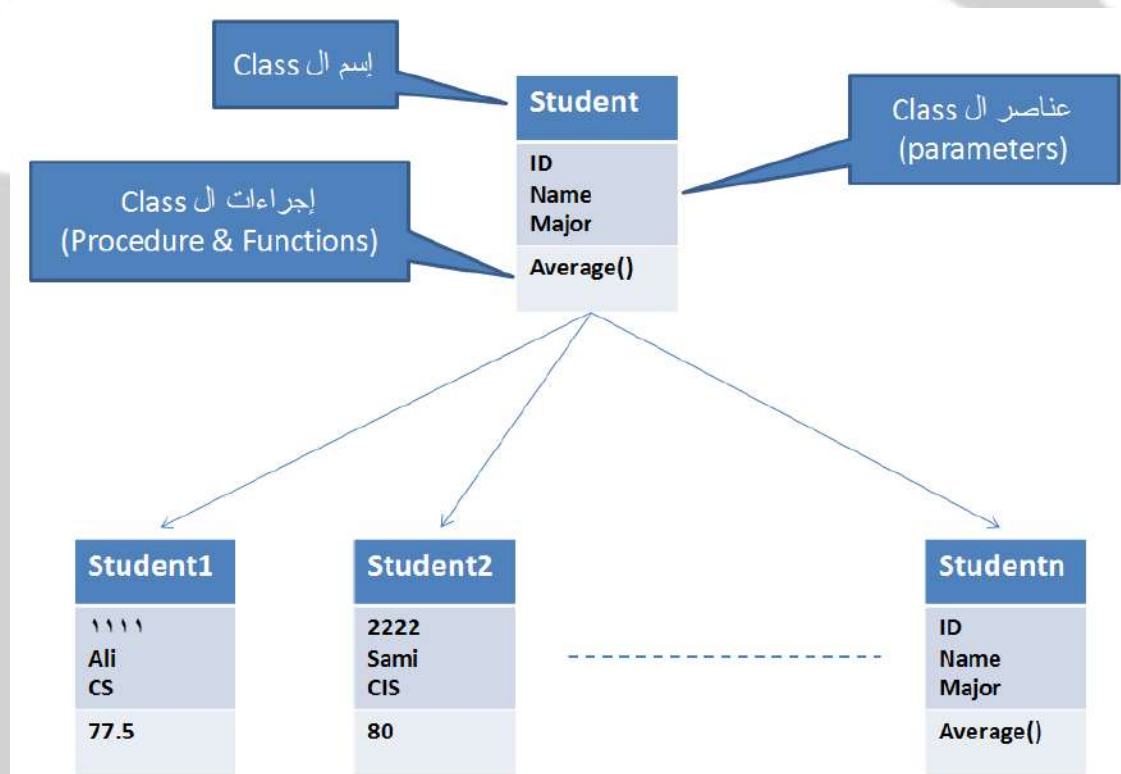 إسم ال Class
Student
عناصر ال Class
(parameters)
ID
Name
Major
إجراءات ال Class
(Procedure & Functions)
Average()
Student1
١١١١
Ali
CS
77.5
Student2
2222
Sami
CIS
80
Studentn
ID
Name
Major
Average()